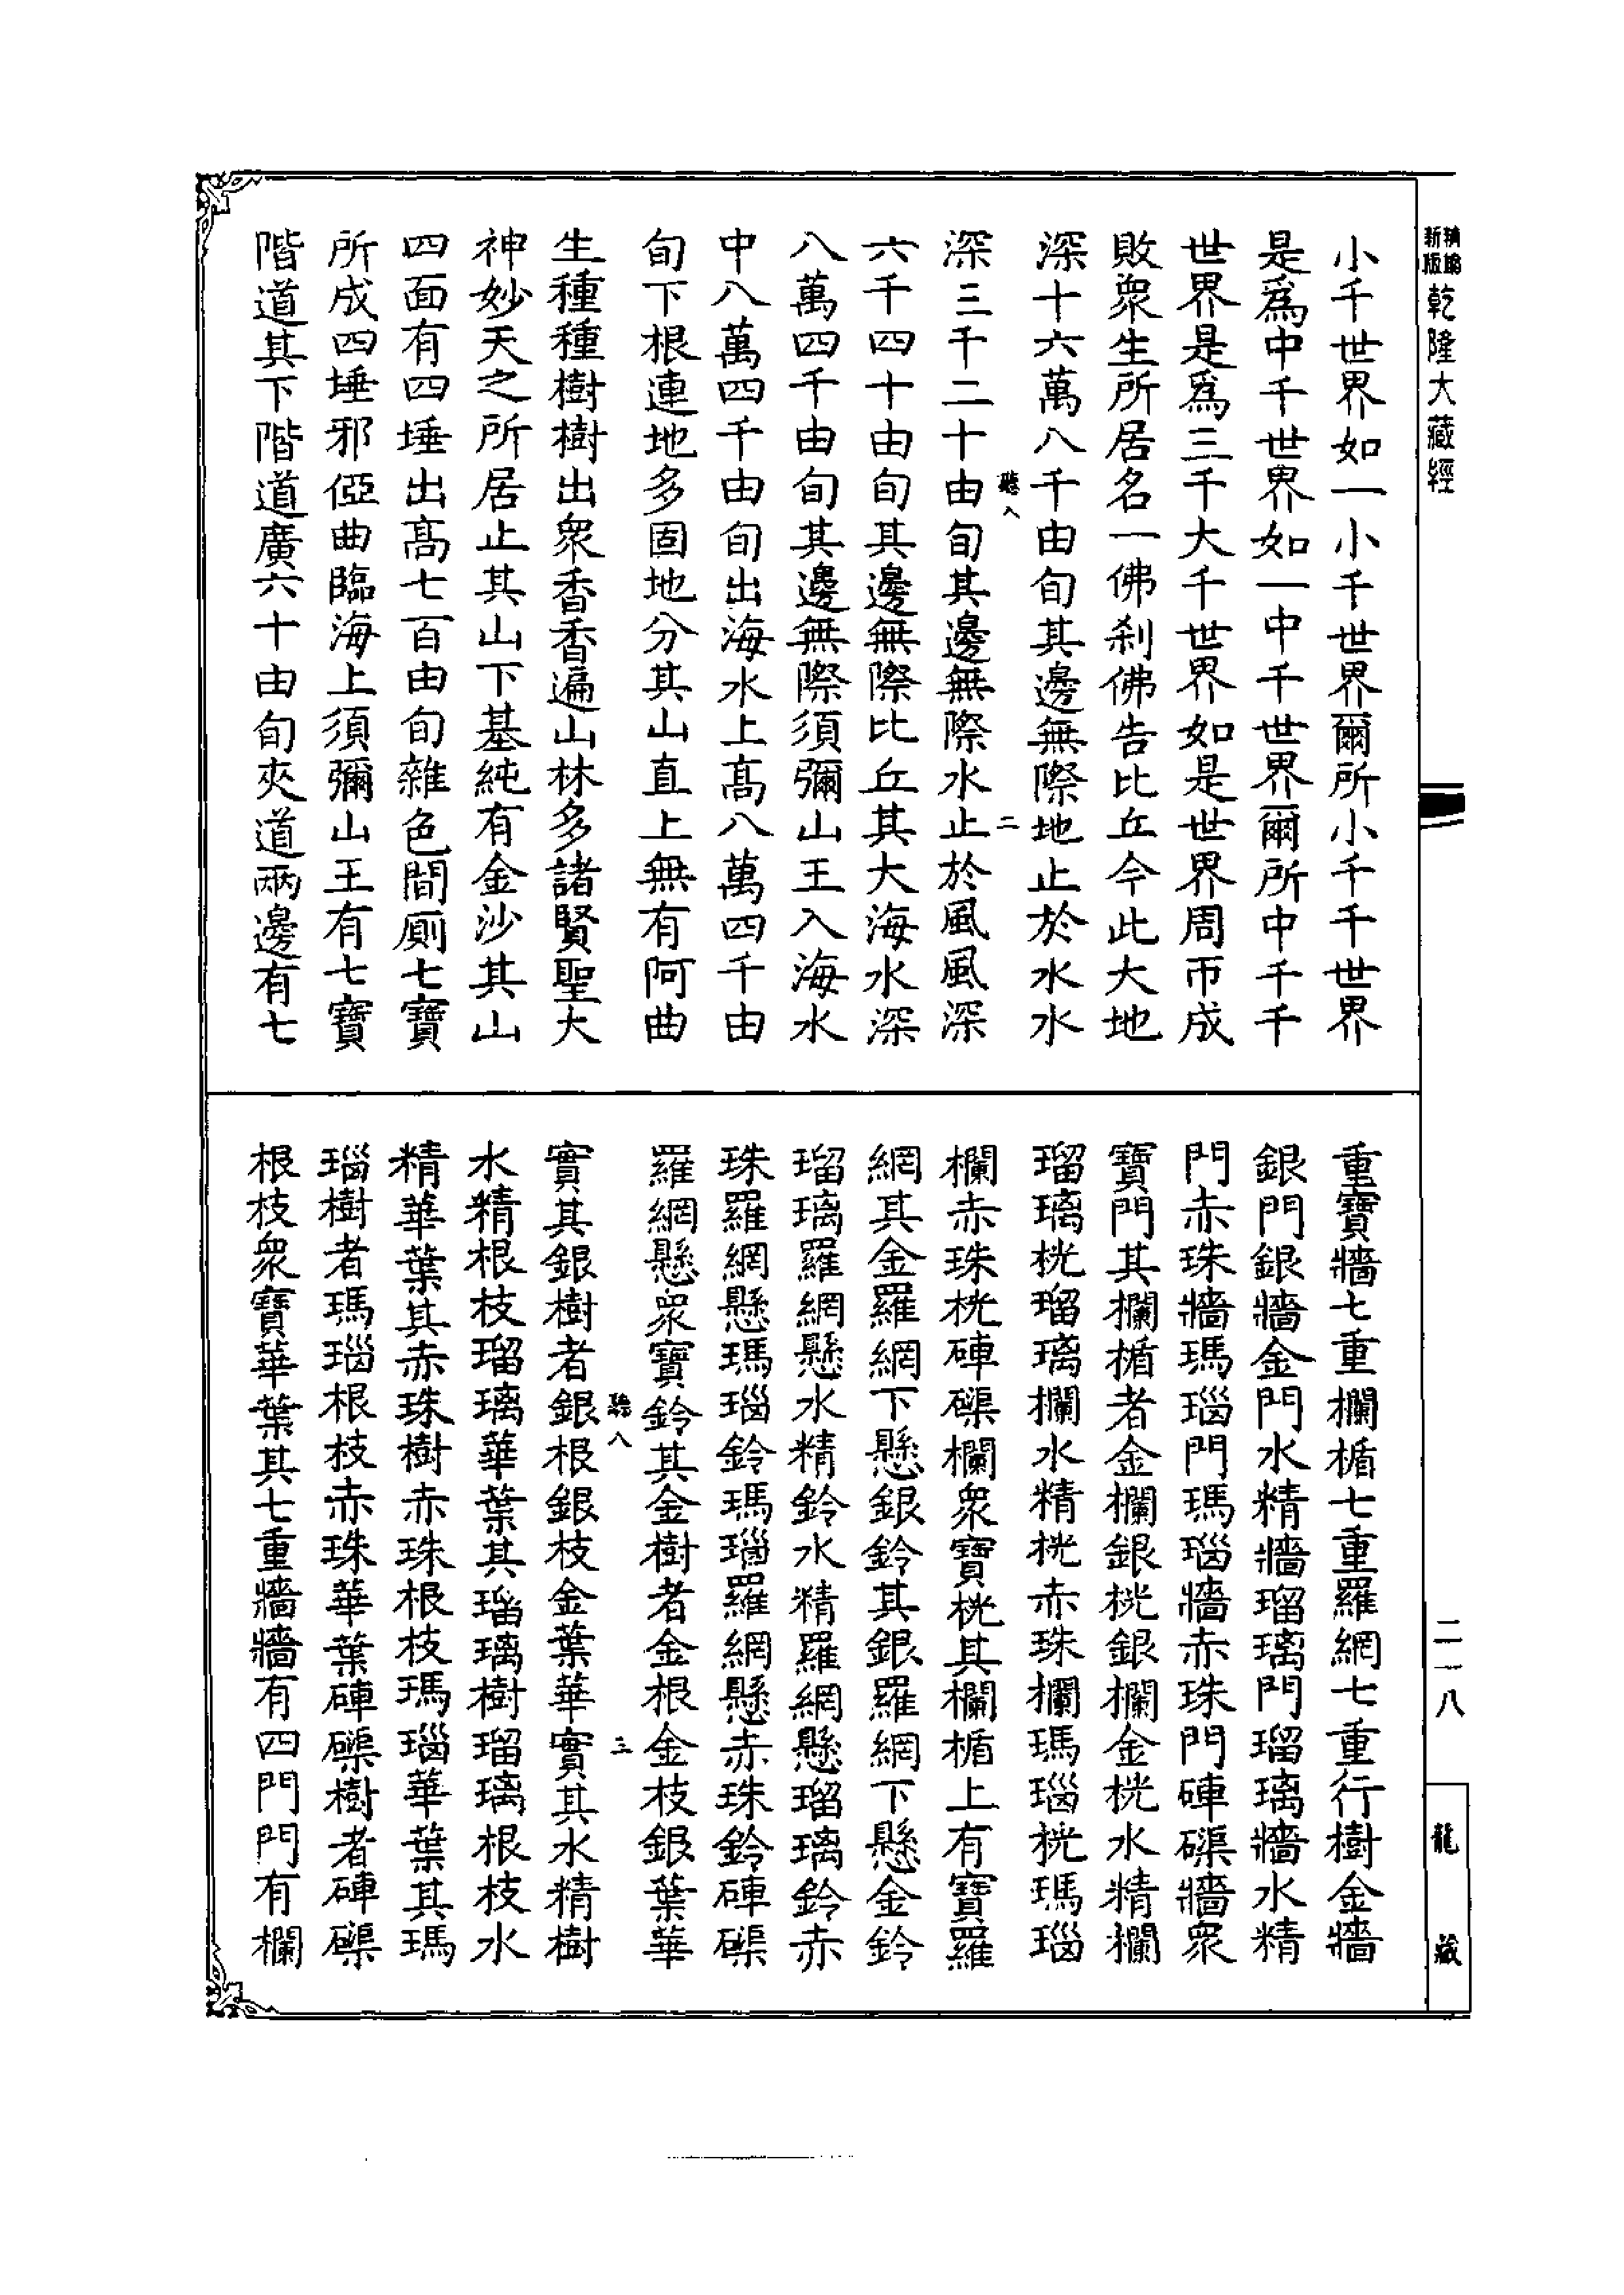 新編
新版
乾隆大藏經
小千世界如一小千世界爾所小千千世界
是爲中千世界如一中千世界爾所中千千
世界是爲三千大千世界如是世界周帀成
敗衆生所居名一佛剎佛告比丘今此大地
深十六萬八千由旬其邊無際地止於水水
聽八
二
深三千二十由旬其邊無際水止於風風深
六千四十由旬其邊無際比丘其大海水深
八萬四千由旬其邊無際須彌山王入海水
中八萬四千由旬出海水上高八萬四千由
旬下根連地多固地分其山直上無有阿曲
生種種樹樹出衆香香遍山林多諸賢聖大
神妙天之所居止其山下基純有金沙其山
四面有四埵出高七百由旬雜色間厠七寶
所成四埵邪㑘曲臨海上須彌山王有七寶
階道其下階道廣六十由旬夾道兩邊有七
重寶牆七重欄楯七重羅網七重行樹金牆
銀門銀牆金門水精牆瑠璃門瑠璃牆水精
門赤珠牆瑪瑙門瑪瑙牆赤珠門硨磲牆衆
寶門其欄楯者金欄銀桄銀欄金桄水精欄
瑠璃桄瑠璃欄水精桄赤珠欄瑪瑙桄瑪瑙
欄赤珠桄硨磲欄衆寶桄其欄楯上有寶羅
網其金羅網下懸銀鈴其銀羅網下懸金鈴
瑠璃羅網懸水精鈴水精羅網懸瑠璃鈴赤
珠羅網懸瑪瑙鈴瑪瑙羅網懸赤珠鈴硨磲
羅網懸衆寶鈴其金樹者金根金枝銀葉華
聽八
三
實其銀樹者銀根銀枝金葉華實其水精樹
水精根枝瑠璃華葉其瑠璃樹瑠璃根枝水
精華葉其赤珠樹赤珠根枝瑪瑙華葉其瑪
瑙樹者瑪瑙根枝赤珠華葉硨磲樹者硨磲
根枝衆寶華葉其七重牆牆有四門門有欄
二一八
龍藏